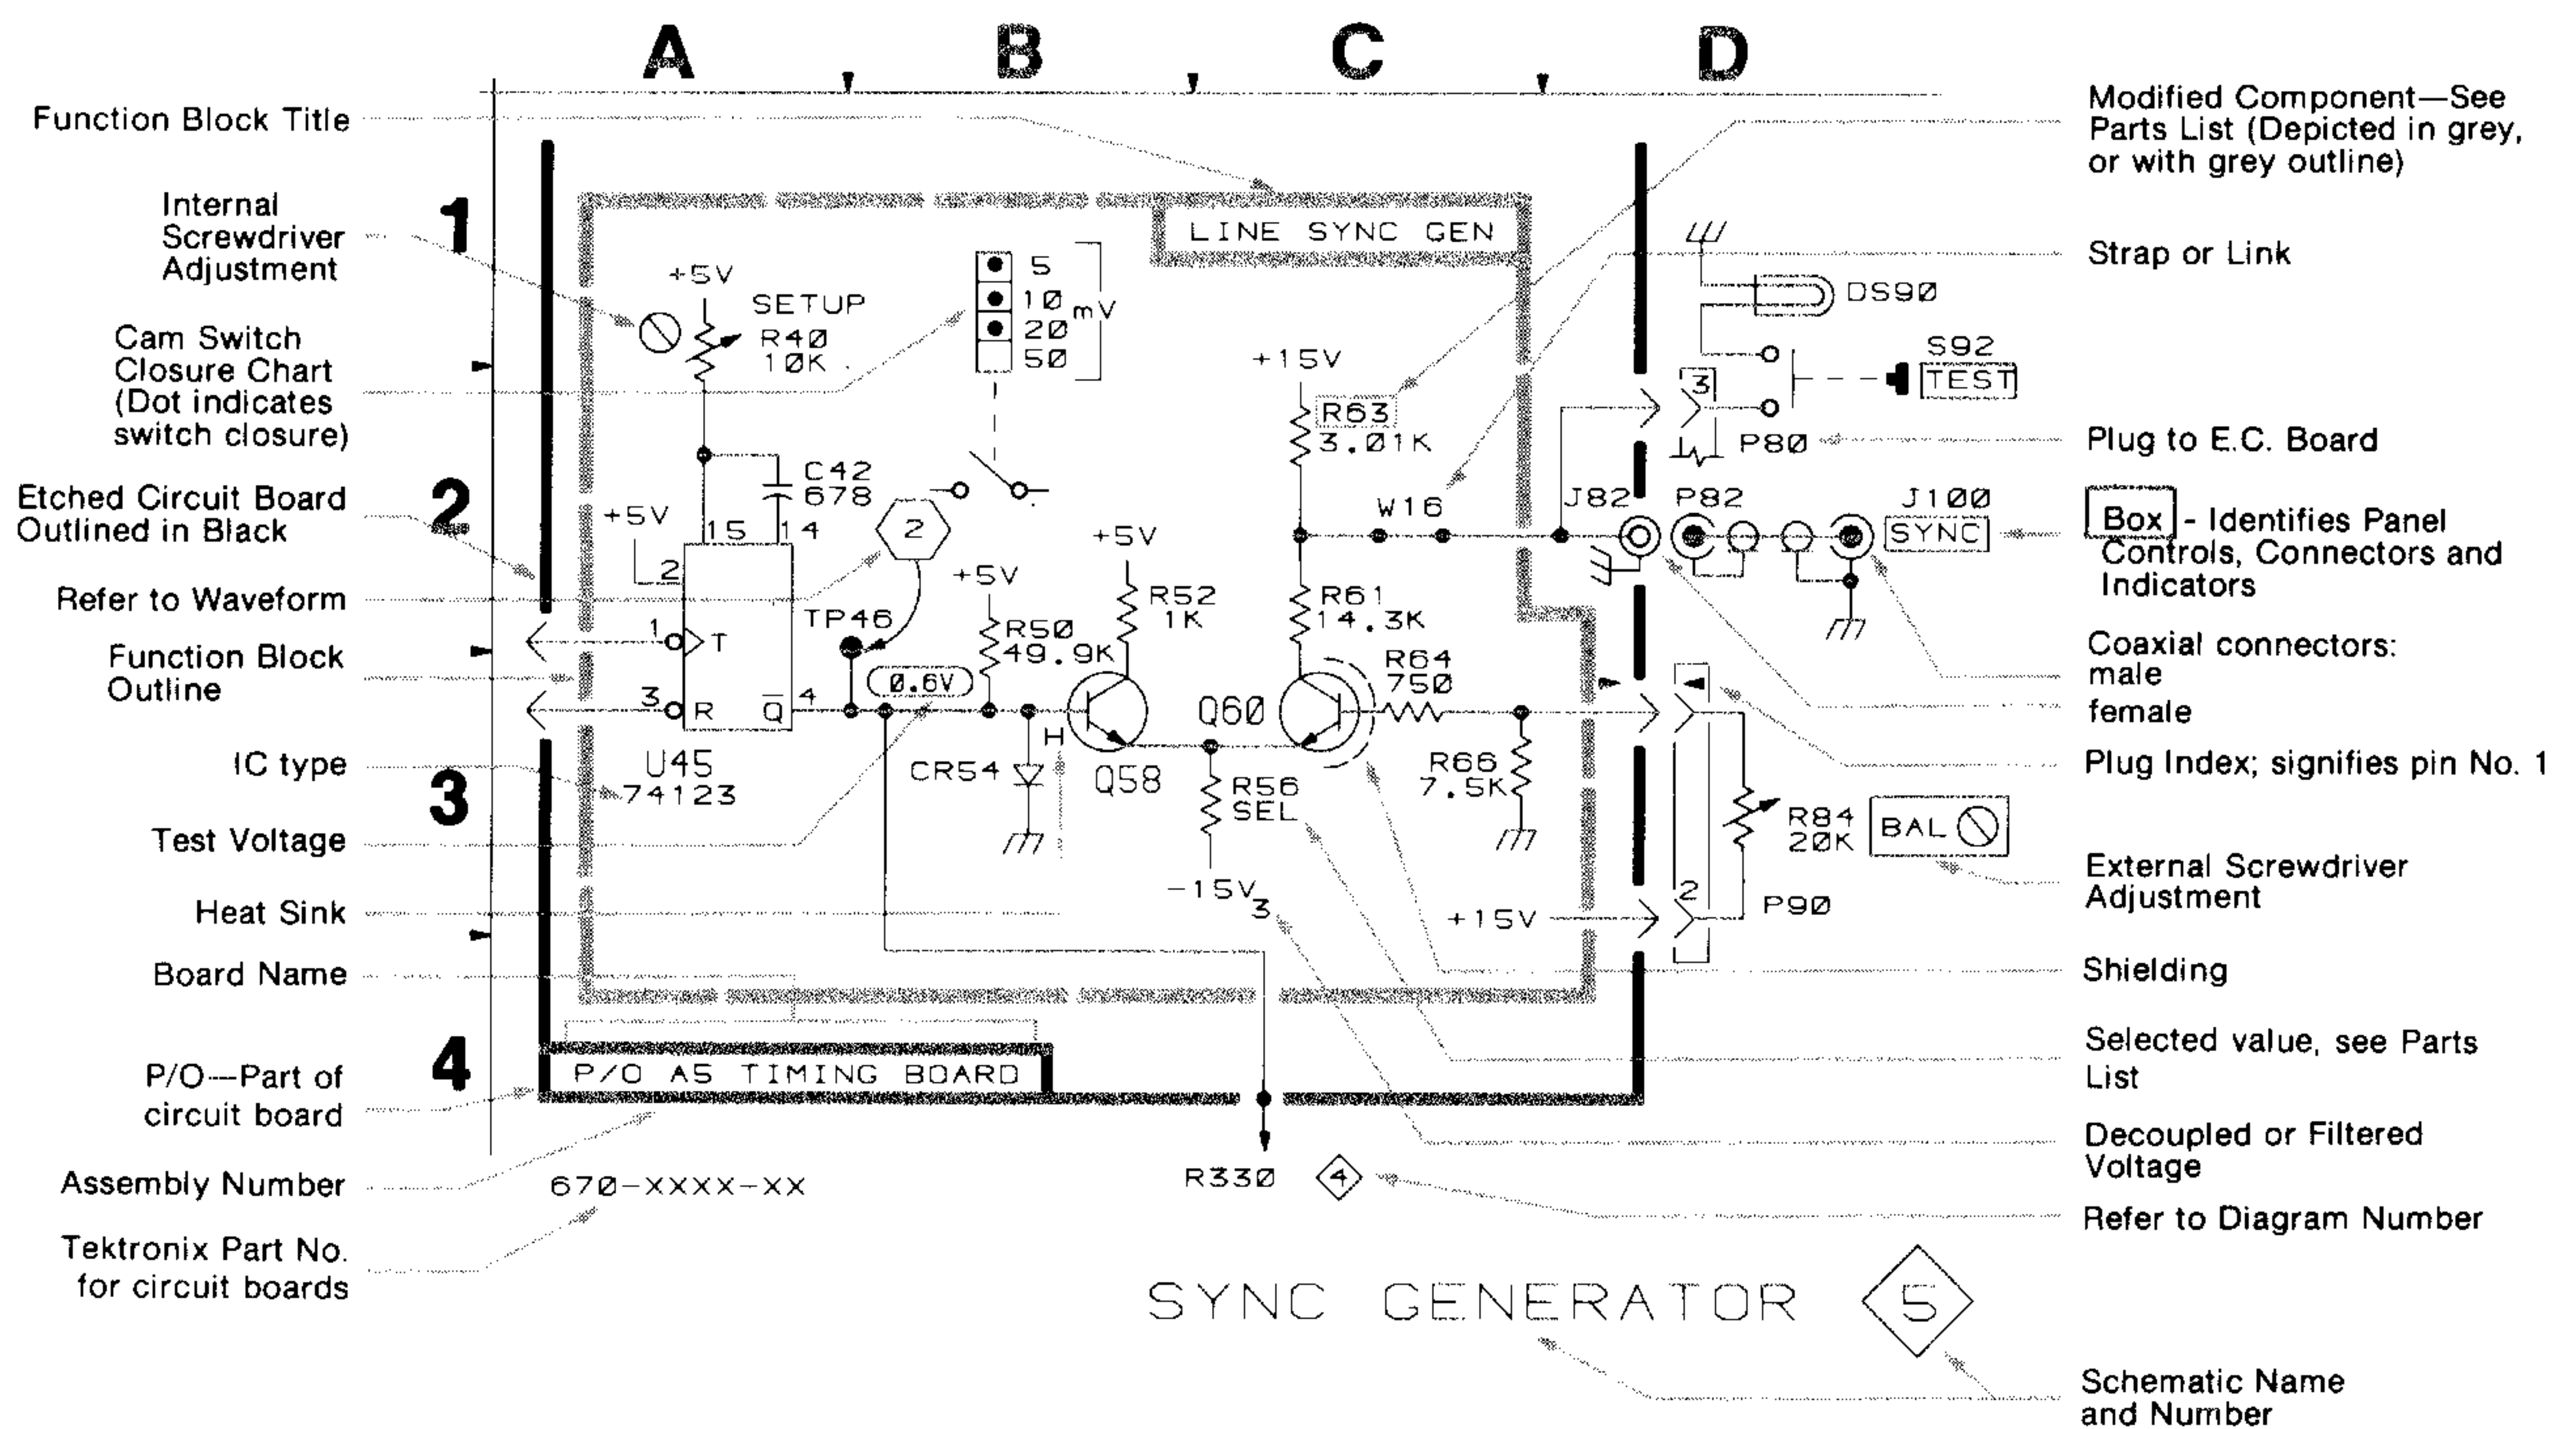 A B C D
Function Block Title
Internal
Screwdriver
Adjustment
Cam Switch
Closure Chart
(Dot indicates
switch closure)
Etched Circuit Board
Outlined in Black
Refer to Waveform
Function Block
Outline
IC type
Test Voltage
Heat Sink
Board Name
P/O—Part of
circuit board
Assembly Number
Tektronix Part No.
for circuit boards
1
2
3
4
LINE SYNC GEN
+5V
SETUP
R40
10K
5
10
20
50
mV
C42
678
+5V
15
14
2
2
1
T
3
R
Q̅
4
U45
74123
TP46
0.6V
+5V
R50
49.9K
+5V
R52
1K
H
CR54
Q58
+15V
R63
3.01K
W16
R61
14.3K
Q60
R64
750
R66
7.5K
R56
SEL
-15V3
+15V
P/O A5 TIMING BOARD
670-XXXX-XX
R330
4
DS90
S92
TEST
3
P80
J82
P82
J100
SYNC
R84
20K
BAL
2
P90
SYNC GENERATOR
5
Modified Component—See
Parts List (Depicted in grey,
or with grey outline)
Strap or Link
Plug to E.C. Board
Box - Identifies Panel
Controls, Connectors and
Indicators
Coaxial connectors:
male
female
Plug Index; signifies pin No. 1
External Screwdriver
Adjustment
Shielding
Selected value, see Parts
List
Decoupled or Filtered
Voltage
Refer to Diagram Number
Schematic Name
and Number